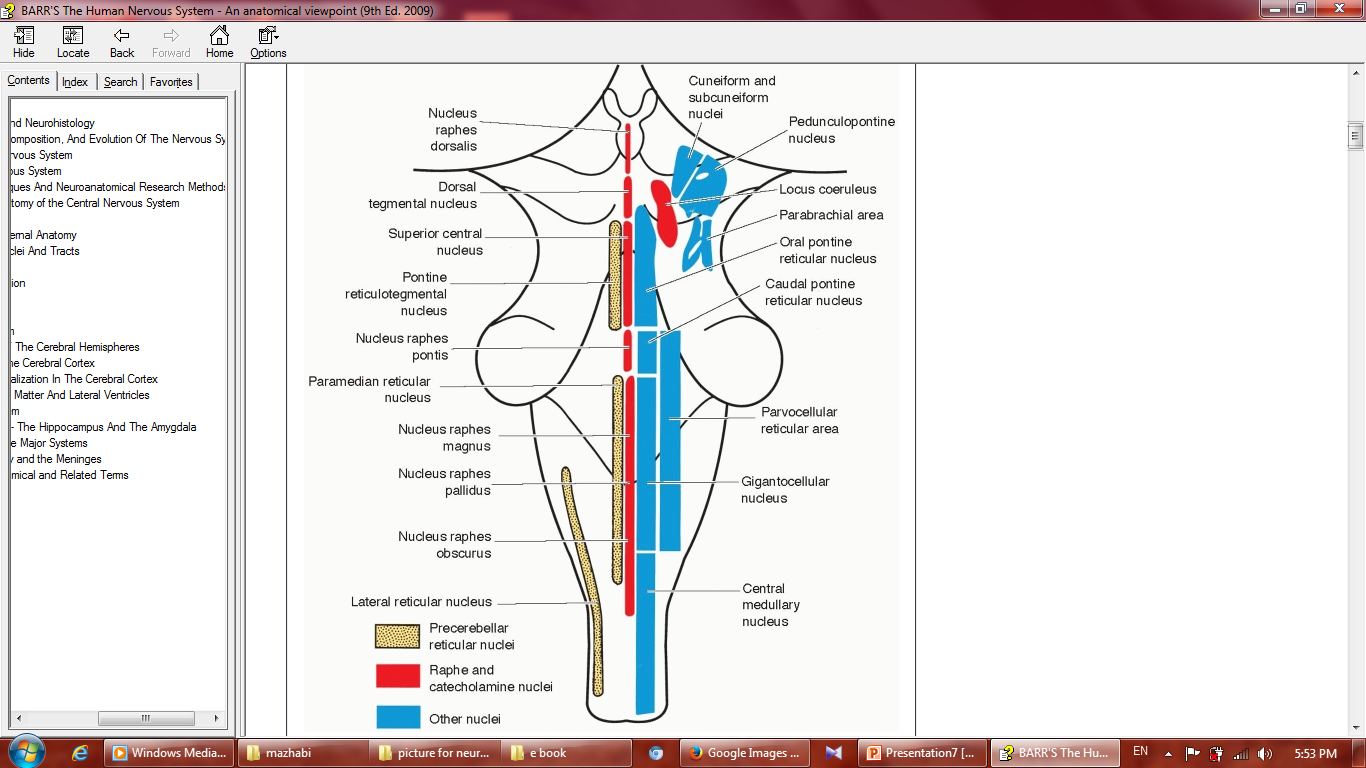 BARR'S The Human Nervous System - An anatomical viewpoint (9th Ed. 2009)
Hide Locate Back Forward Home Options
Contents Index Search Favorites
nd Neurohistology
omposition, And Evolution Of The Nervous Sy
rvous System
ous System
ques And Neuroanatomical Research Methods
tomy of the Central Nervous System
ernal Anatomy
clei And Tracts
ion
n
The Cerebral Hemispheres
he Cerebral Cortex
alization In The Cerebral Cortex
Matter And Lateral Ventricles
m
- The Hippocampus And The Amygdala
e Major Systems
y and the Meninges
mical and Related Terms
Nucleus
raphes
dorsalis
Dorsal
tegmental nucleus
Superior central
nucleus
Pontine
reticulotegmental
nucleus
Nucleus raphes
pontis
Paramedian reticular
nucleus
Nucleus raphes
magnus
Nucleus raphes
pallidus
Nucleus raphes
obscurus
Lateral reticular nucleus
Cuneiform and
subcuneiform
nuclei
Pedunculopontine
nucleus
Locus coeruleus
Parabrachial area
Oral pontine
reticular nucleus
Caudal pontine
reticular nucleus
Parvocellular
reticular area
Gigantocellular
nucleus
Central
medullary
nucleus
Precerebellar
reticular nuclei
Raphe and
catecholamine nuclei
Other nuclei
Windows Media... mazhabi picture for neur... e book Google Images ... Presentation7 [... BARR'S The Hu... EN 5:53 PM